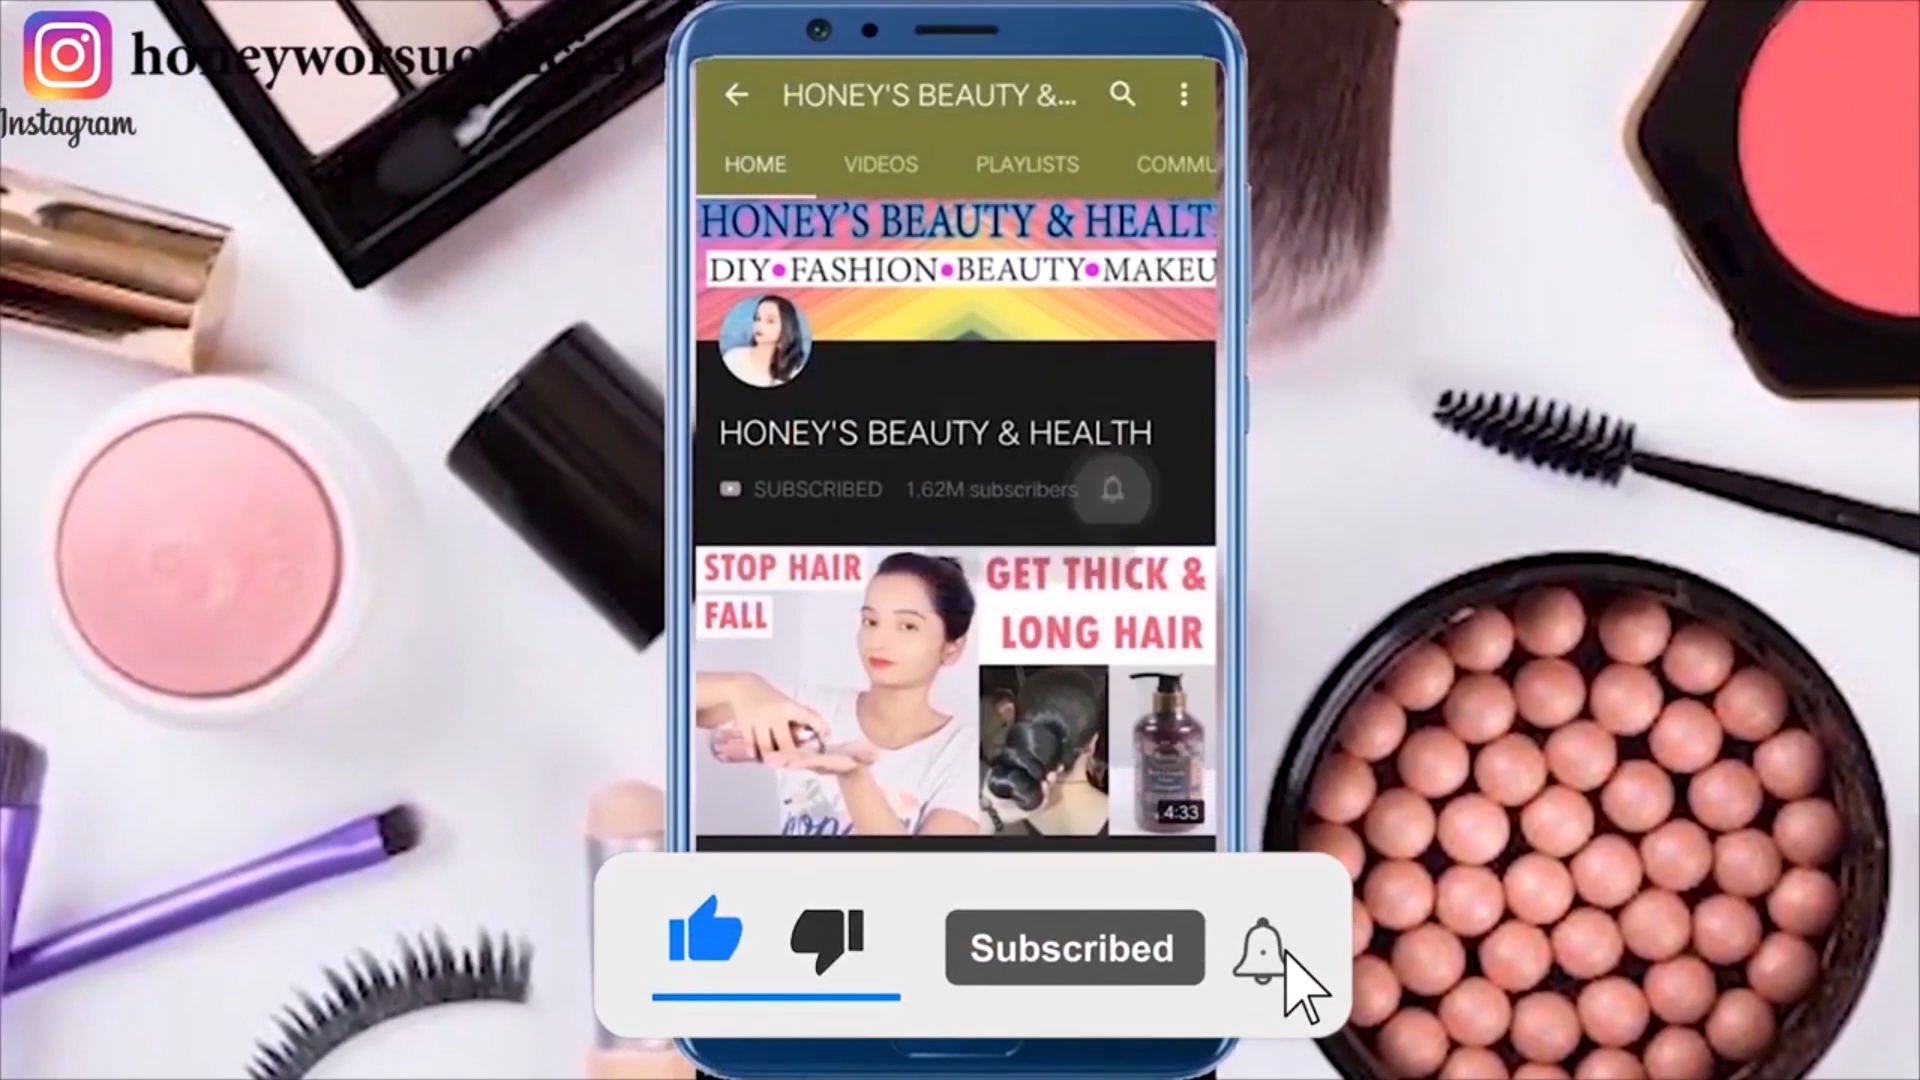 Instagram
HONEY'S BEAUTY &...
HOME VIDEOS PLAYLISTS COMMU
HONEY'S BEAUTY & HEALT
DIY•FASHION•BEAUTY•MAKEU
HONEY'S BEAUTY & HEALTH
SUBSCRIBED 1.62M subscribers
STOP HAIR
FALL
GET THICK &
LONG HAIR
4:33
Subscribed